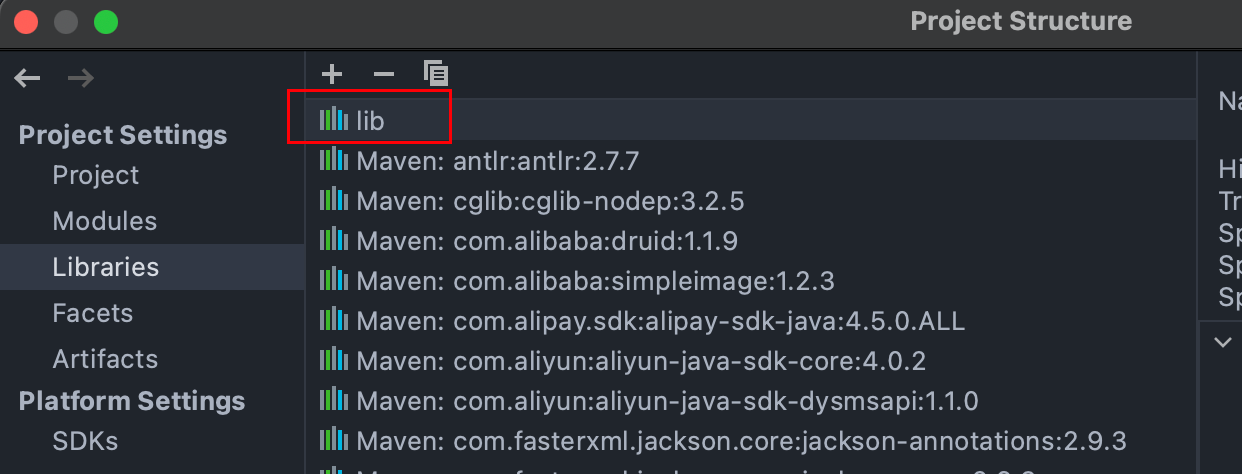 Project Structure
Project Settings
Project
Modules
Libraries
Facets
Artifacts
Platform Settings
SDKs
lib
Maven: antlr:antlr:2.7.7
Maven: cglib:cglib-nodep:3.2.5
Maven: com.alibaba:druid:1.1.9
Maven: com.alibaba:simpleimage:1.2.3
Maven: com.alipay.sdk:alipay-sdk-java:4.5.0.ALL
Maven: com.aliyun:aliyun-java-sdk-core:4.0.2
Maven: com.aliyun:aliyun-java-sdk-dysmsapi:1.1.0
Maven: com.fasterxml.jackson.core:jackson-annotations:2.9.3
Na
Hi
Tr
Sp
Sp
Sp